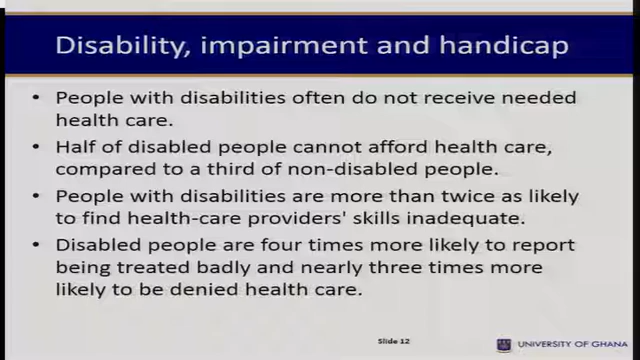 Disability, impairment and handicap
• People with disabilities often do not receive needed
health care.
• Half of disabled people cannot afford health care,
compared to a third of non-disabled people.
• People with disabilities are more than twice as likely
to find health-care providers' skills inadequate.
• Disabled people are four times more likely to report
being treated badly and nearly three times more
likely to be denied health care.
Slide 12
UNIVERSITY OF GHANA